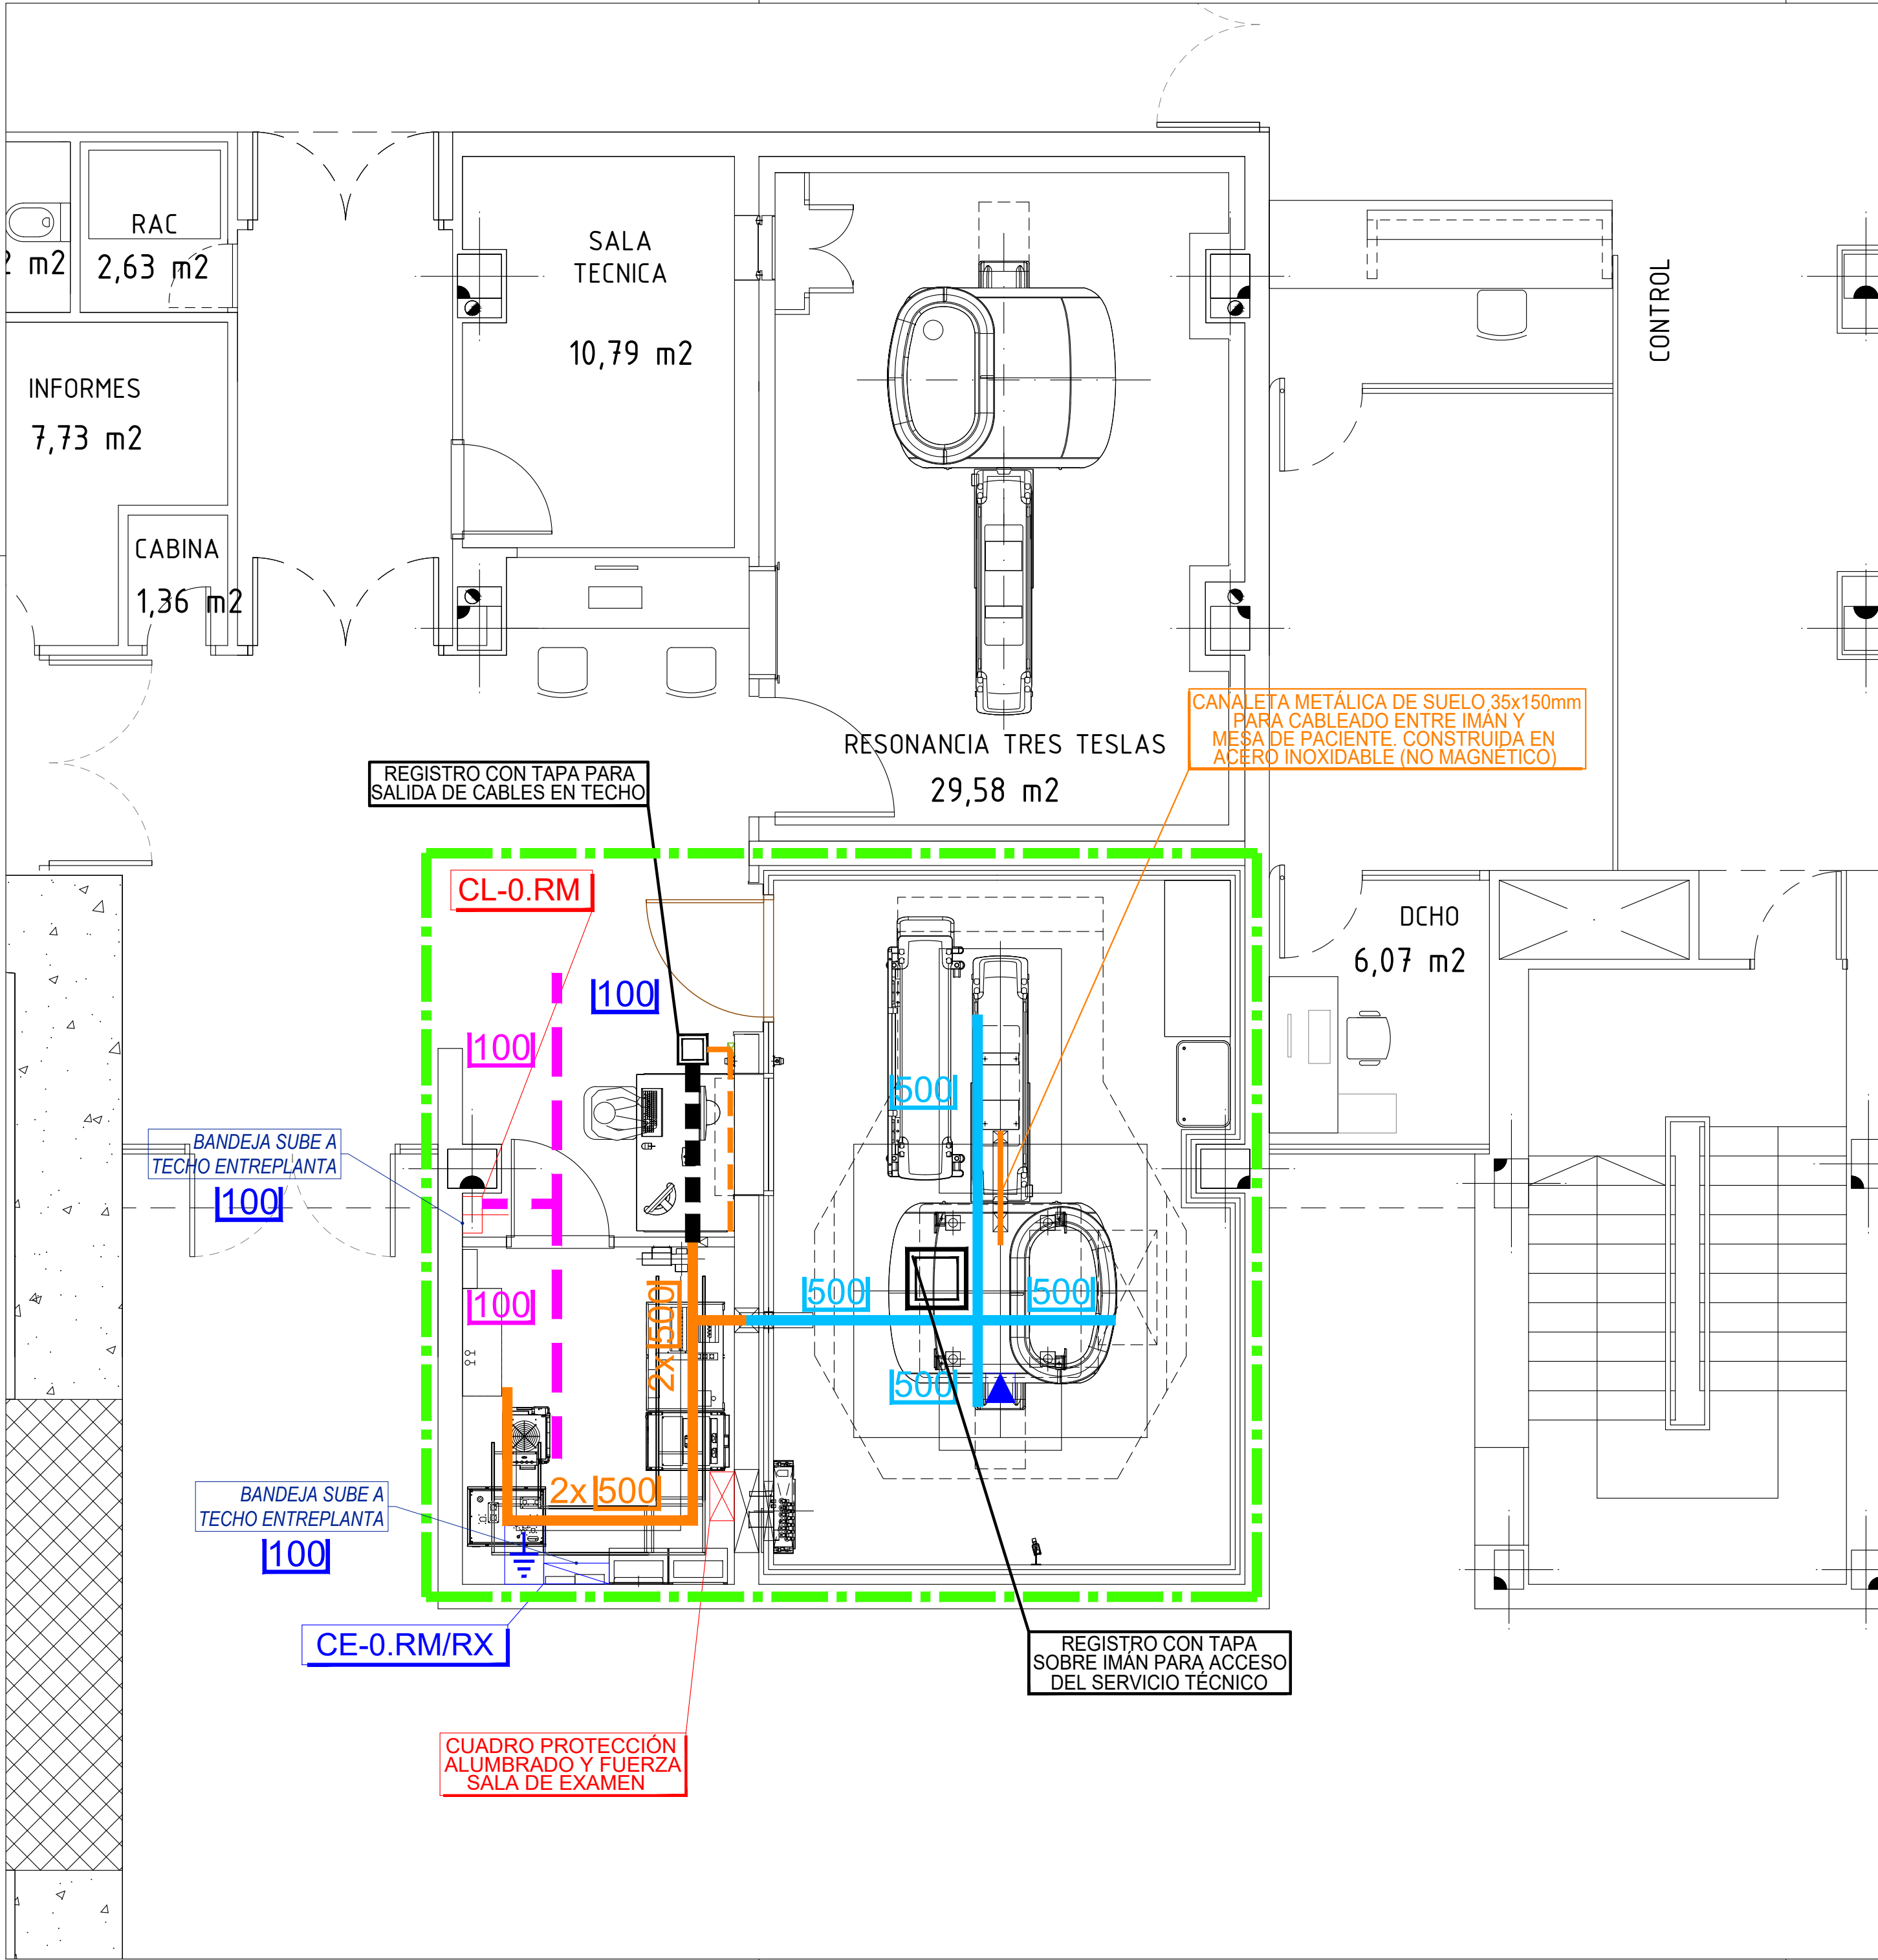 RAC
2 m2
2,63 m2
SALA
TECNICA
10,79 m2
CONTROL
INFORMES
7,73 m2
CABINA
1,36 m2
CANALETA METÁLICA DE SUELO 35x150mm
PARA CABLEADO ENTRE IMÁN Y
MESA DE PACIENTE. CONSTRUIDA EN
ACERO INOXIDABLE (NO MAGNÉTICO)
RESONANCIA TRES TESLAS
29,58 m2
REGISTRO CON TAPA PARA
SALIDA DE CABLES EN TECHO
CL-0.RM
DCHO
6,07 m2
100
100
500
BANDEJA SUBE A
TECHO ENTREPLANTA
100
100
2x 500
500
500
500
2x 500
BANDEJA SUBE A
TECHO ENTREPLANTA
100
CE-0.RM/RX
REGISTRO CON TAPA
SOBRE IMÁN PARA ACCESO
DEL SERVICIO TÉCNICO
CUADRO PROTECCIÓN
ALUMBRADO Y FUERZA
SALA DE EXAMEN